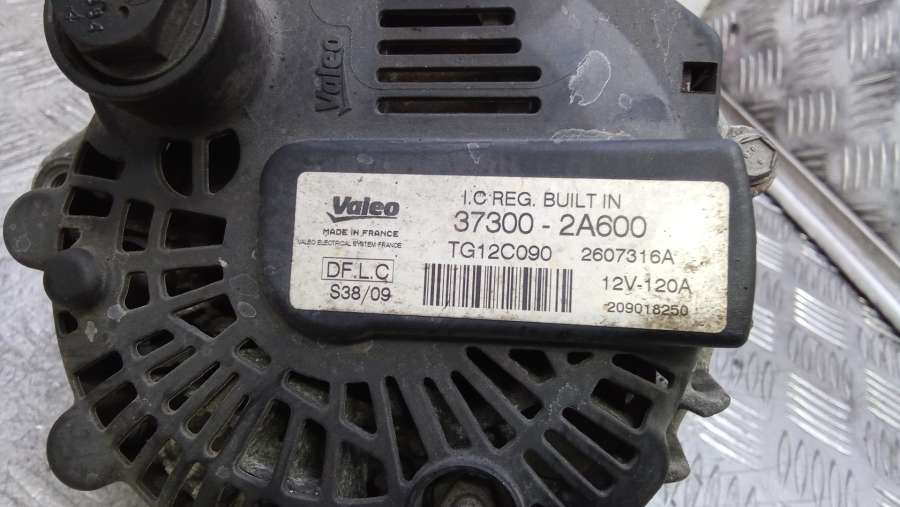 Valeo
Valeo
MADE IN FRANCE
VALEO ELECTRICAL SYSTEM FRANCE
DF.L.C
S38/09
I.C REG. BUILT IN
37300 - 2A600
TG12C090 2607316A
12V-120A
209018250